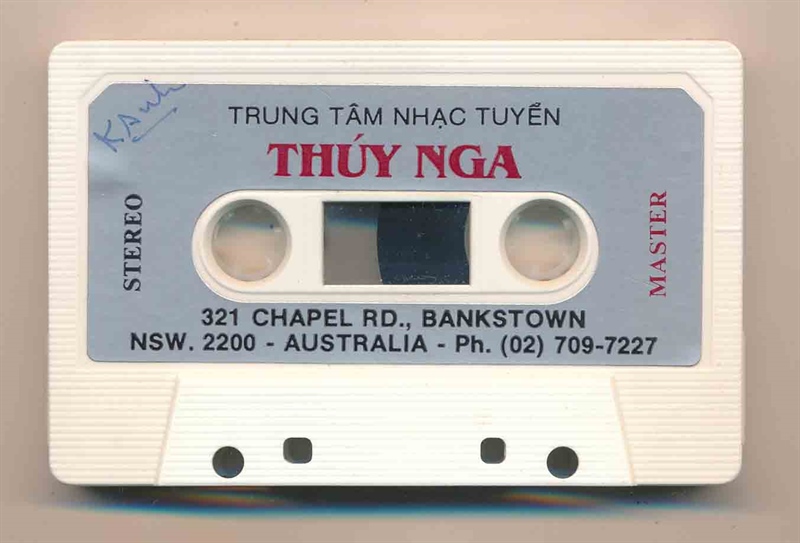 K Anh
TRUNG TÂM NHẠC TUYỂN
THÚY NGA
STEREO
MASTER
321 CHAPEL RD., BANKSTOWN
NSW. 2200 - AUSTRALIA - Ph. (02) 709-7227